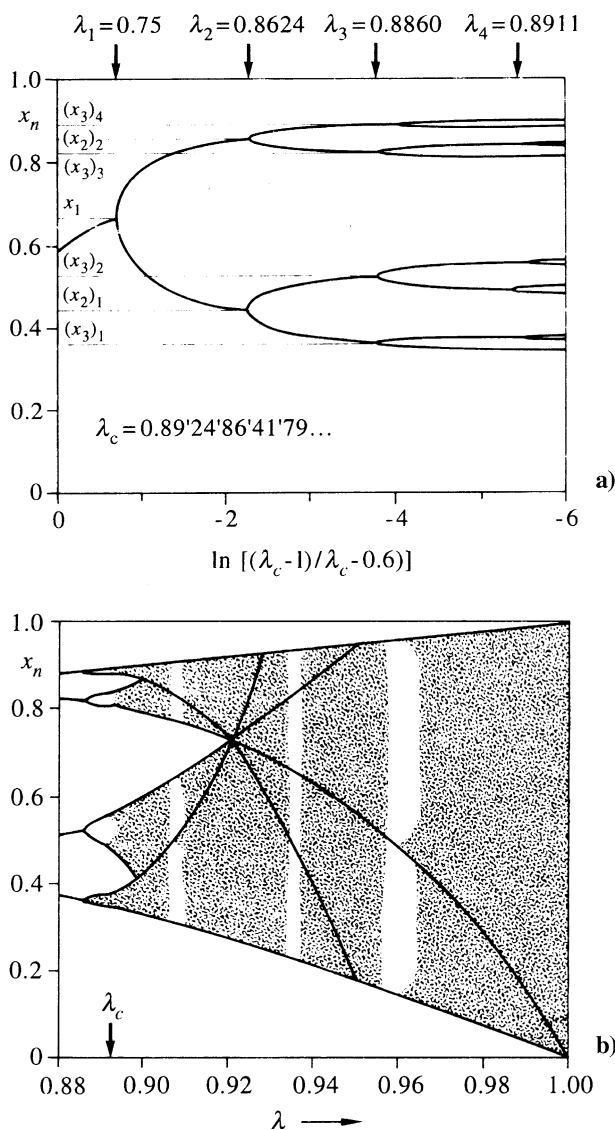 λ₁=0.75 λ₂=0.8624 λ₃=0.8860 λ₄=0.8911
1.0
xₙ
(x₃)₄
(x₂)₂
0.8
(x₃)₃
x₁
0.6
(x₃)₂
(x₂)₁
0.4
(x₃)₁
0.2
λ_c = 0.89'24'86'41'79...
0
0 -2 -4 -6
a)
ln [(λ_c-l)/λ_c-0.6)]
1.0
xₙ
0.8
0.6
0.4
0.2
λ_c
0
b)
0.88 0.90 0.92 0.94 0.96 0.98 1.00
λ